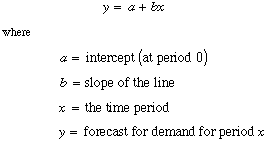 y = a + bx
where
a = intercept (at period 0)
b = slope of the line
x = the time period
y = forecast for demand for period x